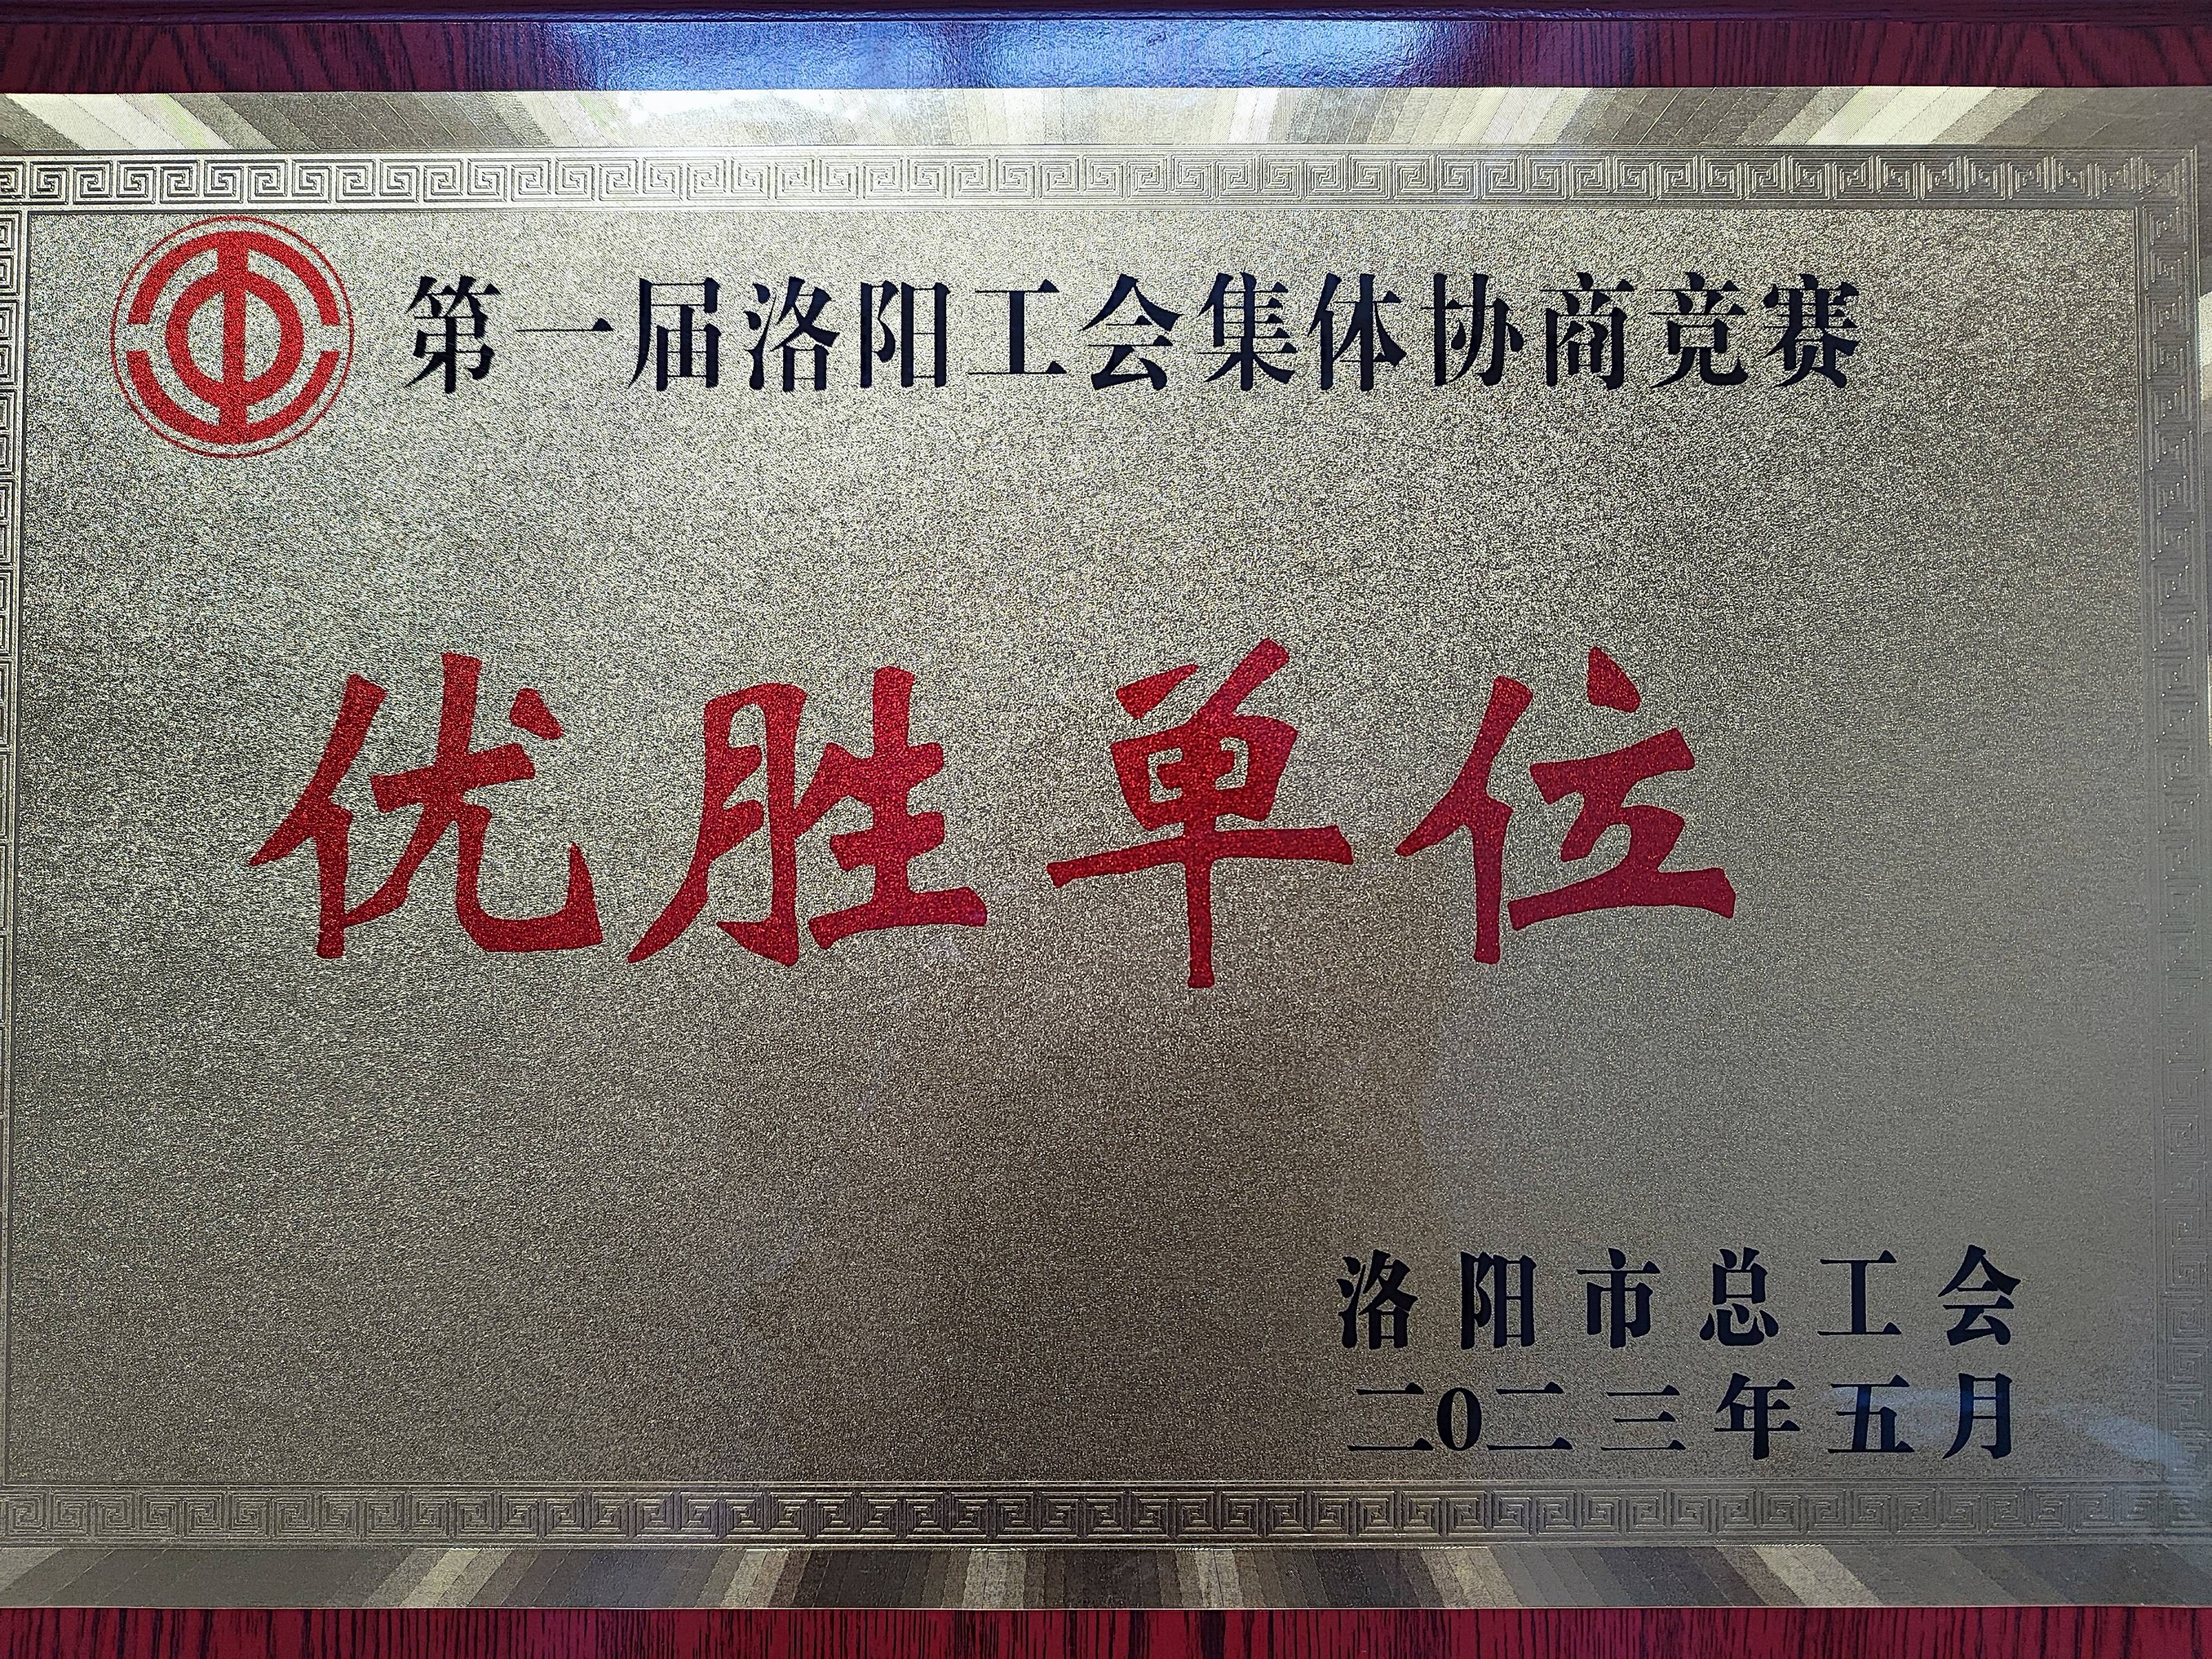 第一届洛阳工会集体协商竞赛
优胜单位
洛阳市总工会
二0二三年五月